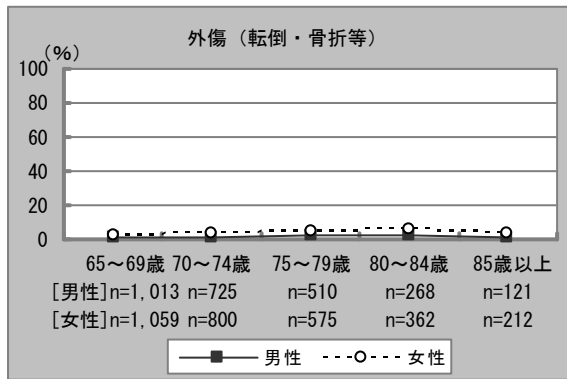 外傷（転倒・骨折等）
（%）
100
80
60
40
20
0
65～69歳 70～74歳 75～79歳 80～84歳 85歳以上
[男性]n=1,013 n=725 n=510 n=268 n=121
[女性]n=1,059 n=800 n=575 n=362 n=212
男性 女性